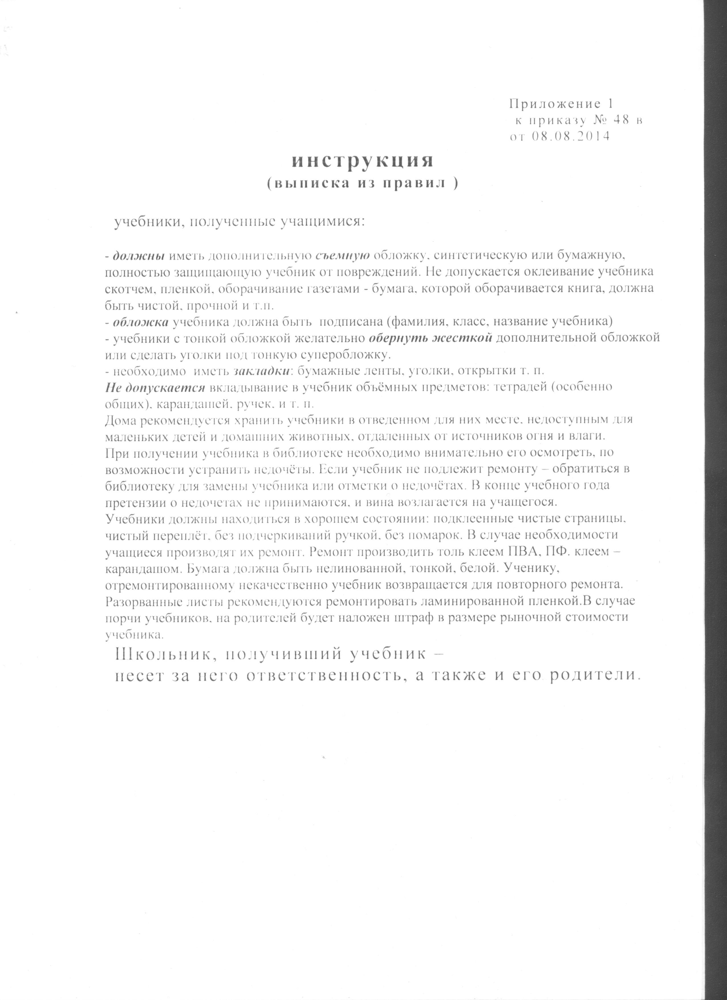 Приложение 1
к приказу № 48 в
от 08.08.2014
инструкция
(выписка из правил )
учебники, полученные учащимися:
- должны иметь дополнительную съемную обложку, синтетическую или бумажную,
полностью защищающую учебник от повреждений. Не допускается оклеивание учебника
скотчем, пленкой, оборачивание газетами - бумага, которой оборачивается книга, должна
быть чистой, прочной и т.п.
- обложка учебника должна быть  подписана (фамилия, класс, название учебника)
- учебники с тонкой обложкой желательно обернуть жесткой дополнительной обложкой
или сделать уголки под тонкую суперобложку.
- необходимо  иметь закладки: бумажные ленты, уголки, открытки т. п.
Не допускается вкладывание в учебник объёмных предметов: тетрадей (особенно
общих), карандашей, ручек, и т. п.
Дома рекомендуется хранить учебники в отведенном для них месте, недоступным для
маленьких детей и домашних животных, отдаленных от источников огня и влаги.
При получении учебника в библиотеке необходимо внимательно его осмотреть, по
возможности устранить недочёты. Если учебник не подлежит ремонту – обратиться в
библиотеку для замены учебника или отметки о недочётах. В конце учебного года
претензии о недочетах не принимаются, и вина возлагается на учащегося.
Учебники должны находиться в хорошем состоянии: подклеенные чистые страницы,
чистый переплёт, без подчеркиваний ручкой, без помарок. В случае необходимости
учащиеся производят их ремонт. Ремонт производить толь клеем ПВА, ПФ, клеем –
карандашом. Бумага должна быть нелинованной, тонкой, белой. Ученику,
отремонтированному некачественно учебник возвращается для повторного ремонта.
Разорванные листы рекомендуются ремонтировать ламинированной пленкой.В случае
порчи учебников, на родителей будет наложен штраф в размере рыночной стоимости
учебника.
Школьник, получивший учебник –
несет за него ответственность, а также и его родители.